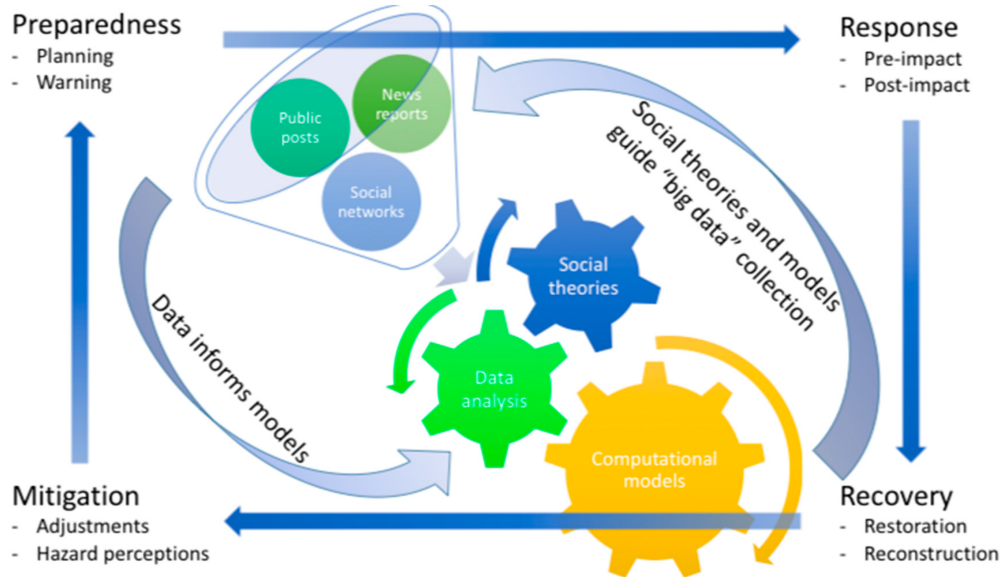 Preparedness
- Planning
- Warning
Response
- Pre-impact
- Post-impact
Public
posts
News
reports
Social
networks
Social theories and models
guide “big data” collection
Social
theories
Data informs models
Data
analysis
Computational
models
Mitigation
- Adjustments
- Hazard perceptions
Recovery
- Restoration
- Reconstruction